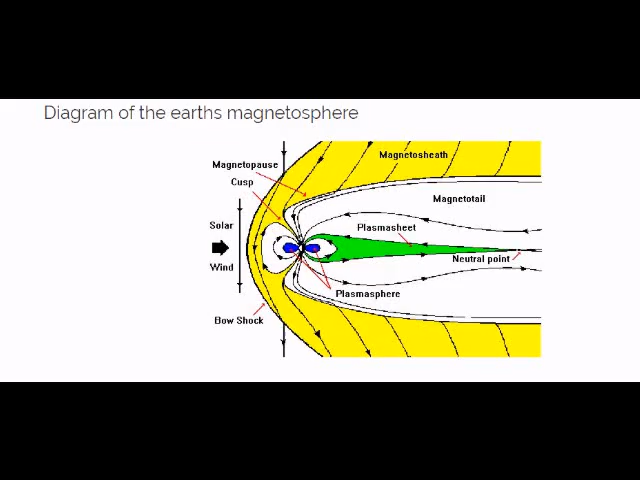 Diagram of the earths magnetosphere
Magnetosheath
Magnetopause
Cusp
Magnetotail
Solar
Plasmasheet
Wind
Neutral point
Plasmasphere
Bow Shock